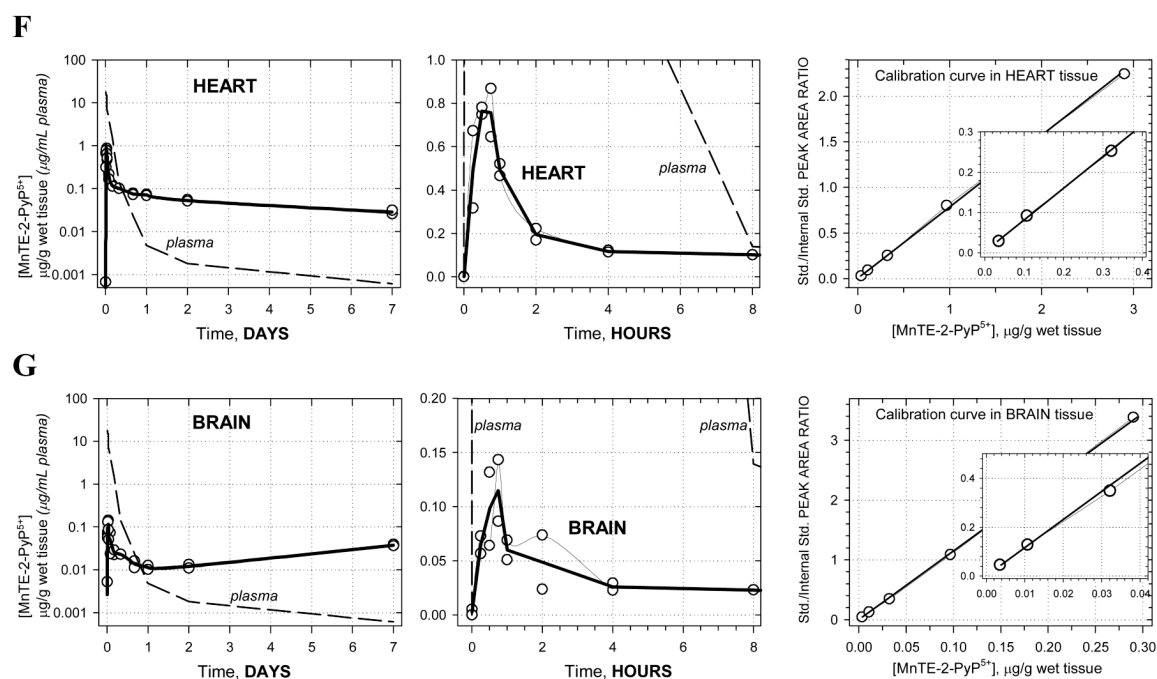 F
[MnTE-2-PyP5+]
µg/g wet tissue (µg/mL plasma)
100
10
1
0.1
0.01
0.001
HEART
plasma
0 1 2 3 4 5 6 7
Time, DAYS
1.0
0.8
0.6
0.4
0.2
0.0
HEART
plasma
0 2 4 6 8
Time, HOURS
Std./Internal Std. PEAK AREA RATIO
2.0
1.5
1.0
0.5
0.0
Calibration curve in HEART tissue
0.3
0.2
0.1
0.0
0.0 0.1 0.2 0.3 0.4
0 1 2 3
[MnTE-2-PyP5+], µg/g wet tissue
G
[MnTE-2-PyP5+]
µg/g wet tissue (µg/mL plasma)
100
10
1
0.1
0.01
0.001
BRAIN
plasma
0 1 2 3 4 5 6 7
Time, DAYS
0.20
0.15
0.10
0.05
0.00
plasma
plasma
BRAIN
0 2 4 6 8
Time, HOURS
Std./Internal Std. PEAK AREA RATIO
3
2
1
0
Calibration curve in BRAIN tissue
0.4
0.2
0.0
0.00 0.01 0.02 0.03 0.04
0.00 0.05 0.10 0.15 0.20 0.25 0.30
[MnTE-2-PyP5+], µg/g wet tissue